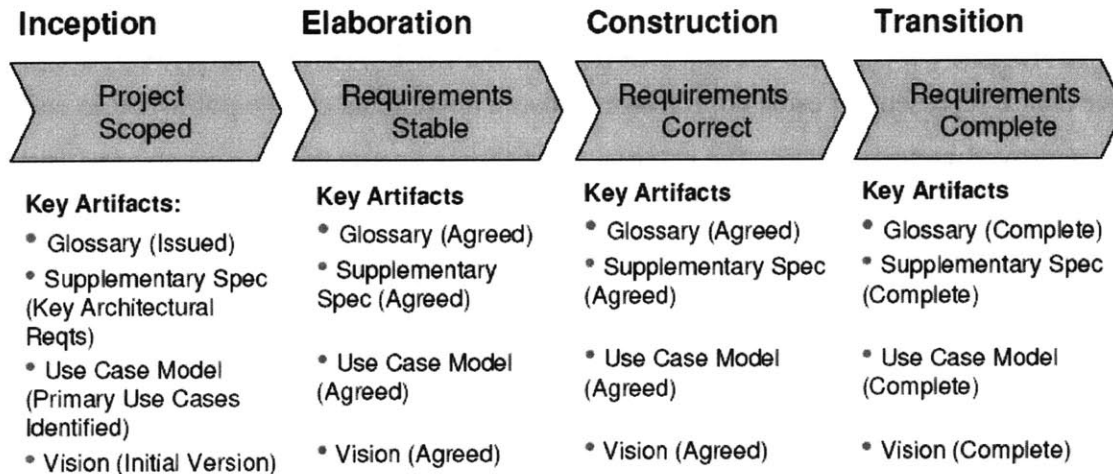 Inception
Elaboration
Construction
Transition
Project
Scoped
Requirements
Stable
Requirements
Correct
Requirements
Complete
Key Artifacts:
• Glossary (Issued)
• Supplementary Spec
(Key Architectural
Reqts)
• Use Case Model
(Primary Use Cases
Identified)
• Vision (Initial Version)
Key Artifacts
• Glossary (Agreed)
• Supplementary
Spec (Agreed)
• Use Case Model
(Agreed)
• Vision (Agreed)
Key Artifacts
• Glossary (Agreed)
• Supplementary Spec
(Agreed)
• Use Case Model
(Agreed)
• Vision (Agreed)
Key Artifacts
• Glossary (Complete)
• Supplementary Spec
(Complete)
• Use Case Model
(Complete)
• Vision (Complete)